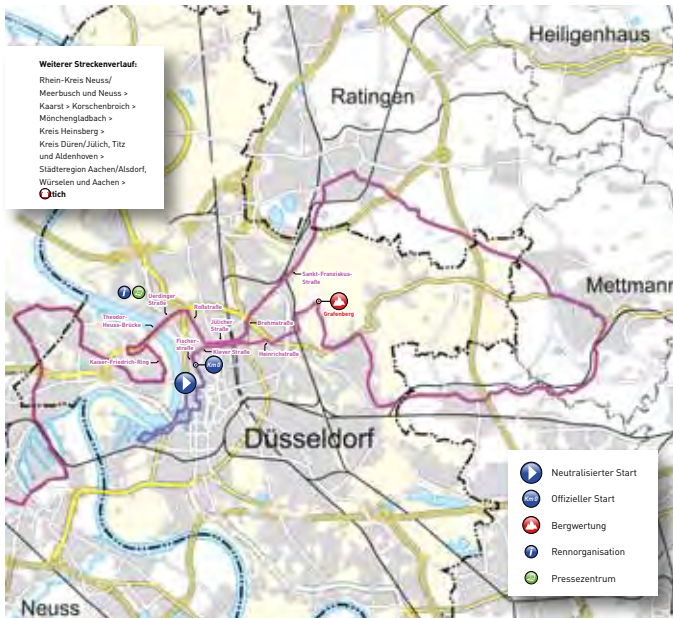 Weiterer Streckenverlauf:
Rhein-Kreis Neuss/
Meerbusch und Neuss >
Kaarst > Korschenbroich >
Mönchengladbach >
Kreis Heinsberg >
Kreis Düren/Jülich, Titz
und Aldenhoven >
Städteregion Aachen/Alsdorf,
Würselen und Aachen >
Heiligenhaus
Ratingen
Mettmann
Sankt-Franziskus-
Straße
Uerdinger
Straße
Roßstraße
Theodor-
Heuss-Brücke
Jülicher
Straße
Brehmstraße
Grafenberg
Fischer-
straße
Klever Straße
Heinrichstraße
Kaiser-Friedrich-Ring
Km 0
Düsseldorf
Neuss
Neutralisierter Start
Km 0
Offizieller Start
Bergwertung
Rennorganisation
Pressezentrum